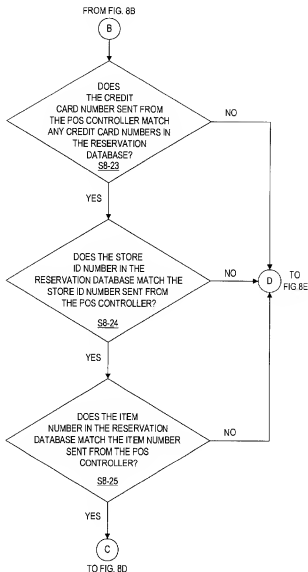 FROM FIG. 8B
B
DOES
THE CREDIT
CARD NUMBER SENT FROM
THE POS CONTROLLER MATCH
ANY CREDIT CARD NUMBERS IN
THE RESERVATION
DATABASE?
S8-23
NO
YES
DOES THE STORE
ID NUMBER IN THE
RESERVATION DATABASE MATCH THE
STORE ID NUMBER SENT FROM
THE POS CONTROLLER?
S8-24
NO
D
TO
FIG.8E
YES
DOES THE ITEM
NUMBER IN THE RESERVATION
DATABASE MATCH THE ITEM NUMBER
SENT FROM THE POS
CONTROLLER?
S8-25
NO
YES
C
TO FIG. 8D